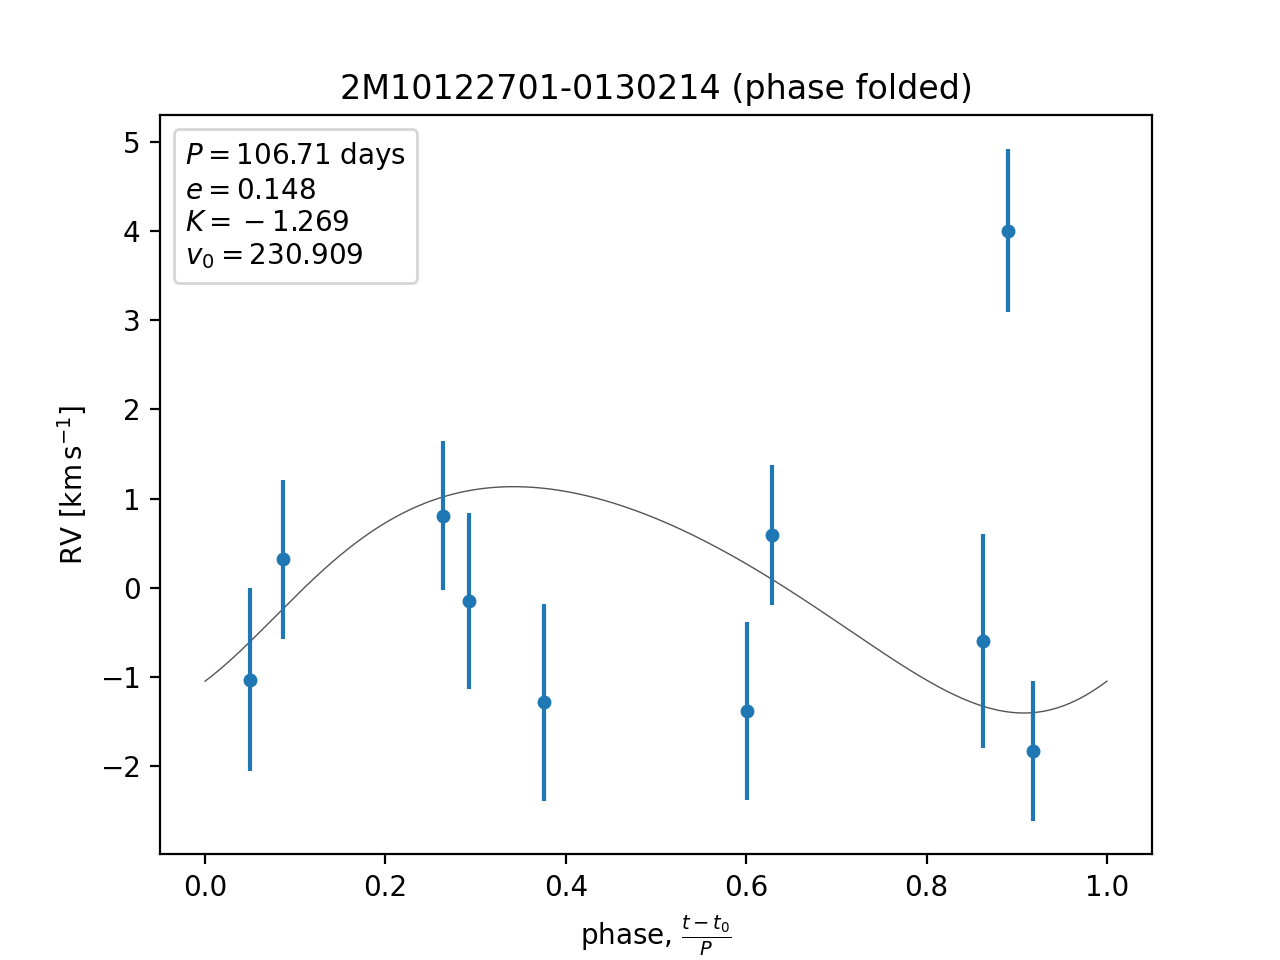 2M10122701-0130214 (phase folded)
P = 106.71 days
e = 0.148
K = −1.269
v₀ = 230.909
5
4
3
2
1
0
−1
−2
RV [km s⁻¹]
0.0 0.2 0.4 0.6 0.8 1.0
phase, (t − t₀)/P